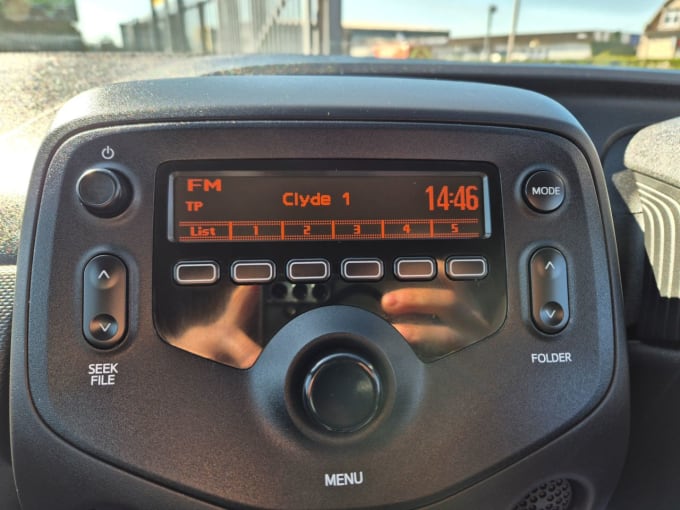 FM
Clyde 1
14:46
TP
List 1 2 3 4 5
MODE
SEEK
FILE
FOLDER
MENU